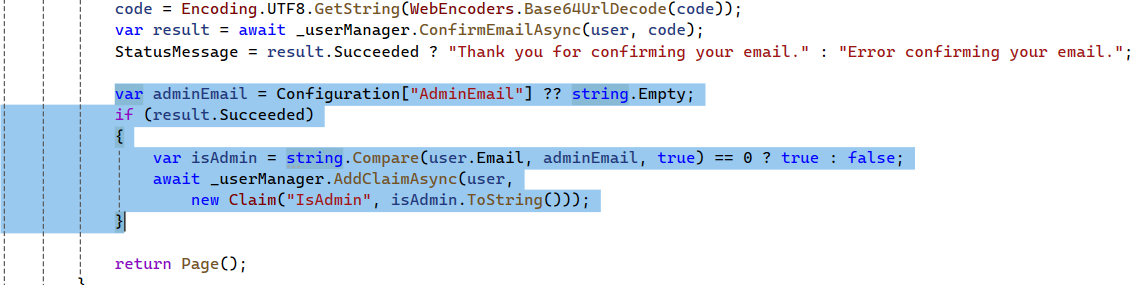 code = Encoding.UTF8.GetString(WebEncoders.Base64UrlDecode(code));
var result = await _userManager.ConfirmEmailAsync(user, code);
StatusMessage = result.Succeeded ? "Thank you for confirming your email." : "Error confirming your email.";
var adminEmail = Configuration["AdminEmail"] ?? string.Empty;
if (result.Succeeded)
{
var isAdmin = string.Compare(user.Email, adminEmail, true) == 0 ? true : false;
await _userManager.AddClaimAsync(user,
new Claim("IsAdmin", isAdmin.ToString()));
}
return Page();
}